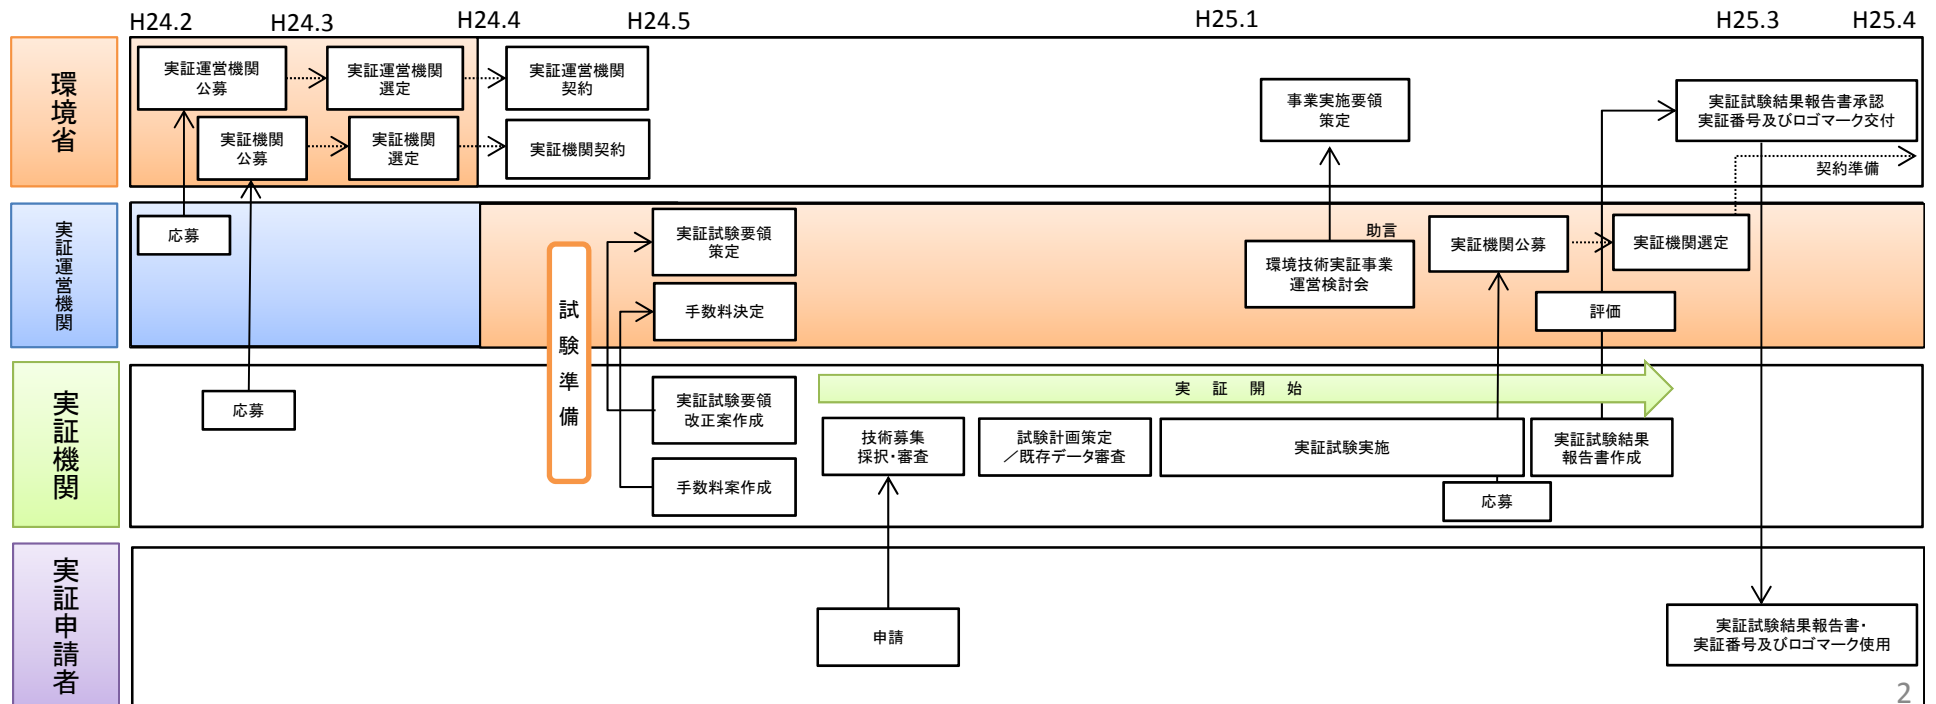 H24.2
H24.3
H24.4
H24.5
H25.1
H25.3
H25.4
環境省
実証運営機関
公募
実証運営機関
選定
実証運営機関
契約
実証機関
公募
実証機関
選定
実証機関契約
事業実施要領
策定
実証試験結果報告書承認
実証番号及びロゴマーク交付
契約準備
実証運営機関
応募
試験準備
実証試験要領
策定
手数料決定
助言
環境技術実証事業
運営検討会
実証機関公募
実証機関選定
評価
実証機関
応募
実証試験要領
改正案作成
手数料案作成
実証開始
技術募集
採択・審査
試験計画策定
／既存データ審査
実証試験実施
実証試験結果
報告書作成
応募
実証申請者
申請
実証試験結果報告書・
実証番号及びロゴマーク使用
2